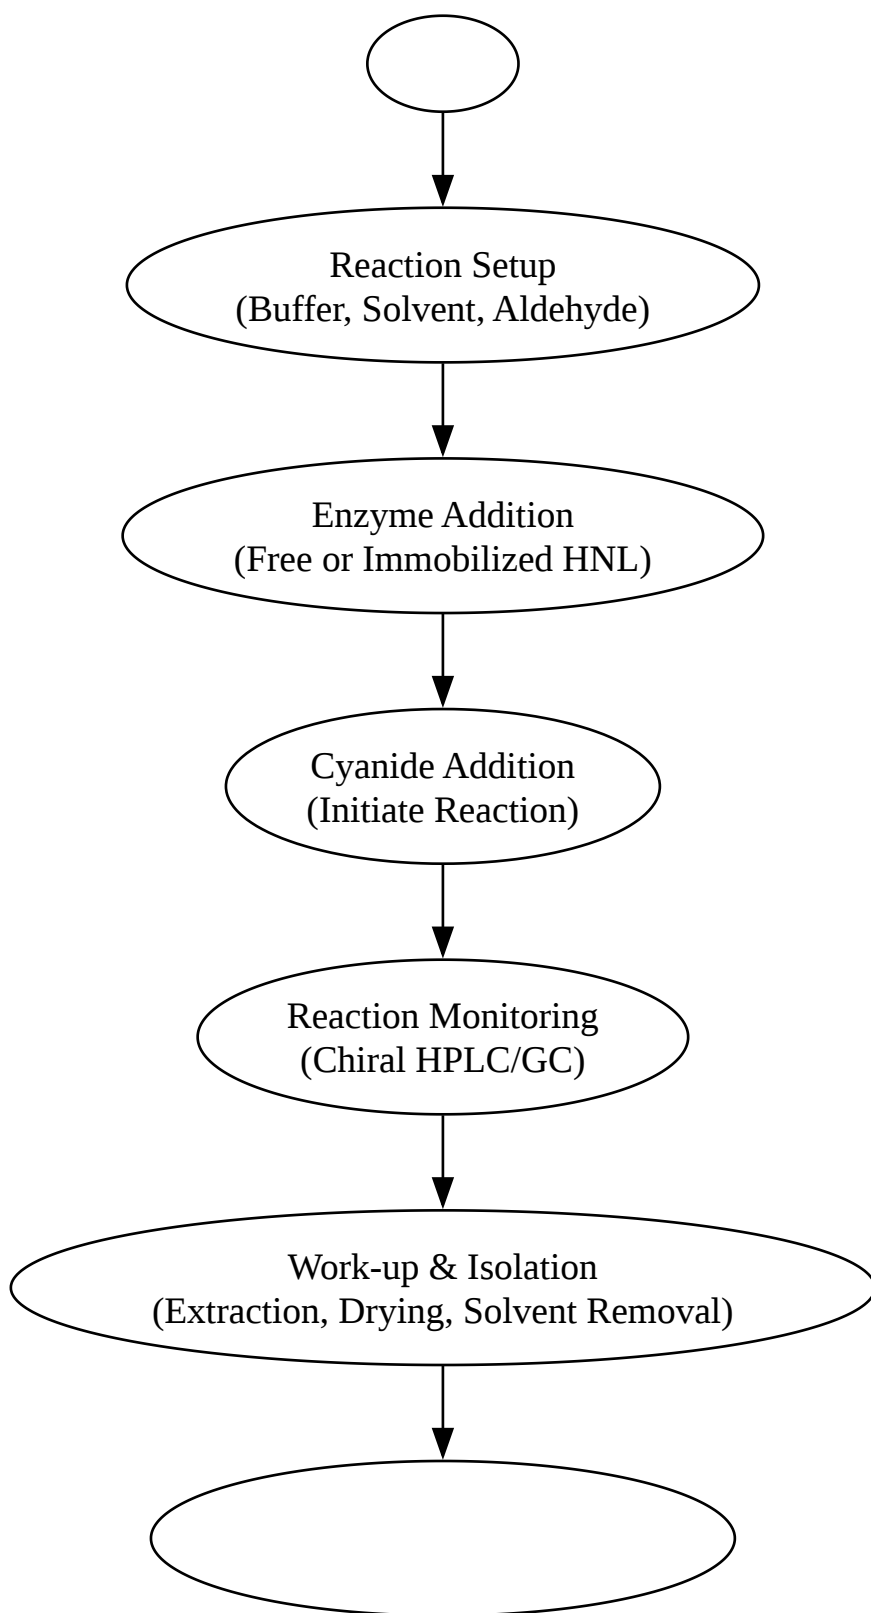 Reaction Setup
(Buffer, Solvent, Aldehyde)
Enzyme Addition
(Free or Immobilized HNL)
Cyanide Addition
(Initiate Reaction)
Reaction Monitoring
(Chiral HPLC/GC)
Work-up & Isolation
(Extraction, Drying, Solvent Removal)